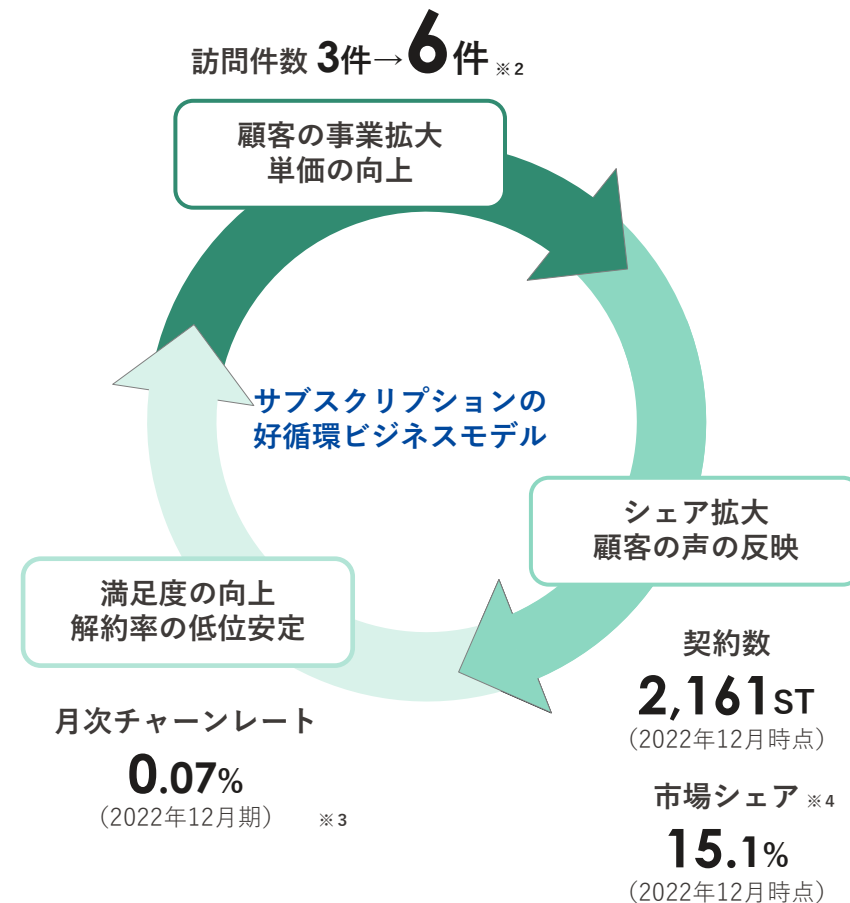 訪問件数 3件→6件 ※2
顧客の事業拡大
単価の向上
サブスクリプションの
好循環ビジネスモデル
シェア拡大
顧客の声の反映
満足度の向上
解約率の低位安定
契約数
2,161ST
（2022年12月時点）
月次チャーンレート
0.07%
（2022年12月期） ※3
市場シェア ※4
15.1%
（2022年12月時点）